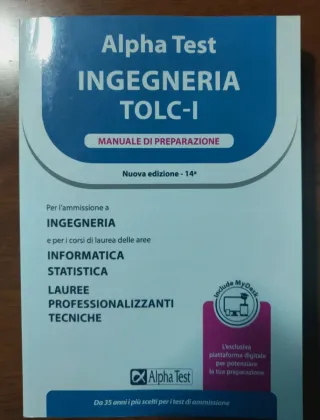 Alpha Test
INGEGNERIA
TOLC-I
MANUALE DI PREPARAZIONE
Nuova edizione - 14ª
Per l'ammissione a
INGEGNERIA
e per i corsi di laurea delle aree
INFORMATICA
STATISTICA
LAUREE
PROFESSIONALIZZANTI
TECNICHE
Include MyDesk
L'esclusiva
piattaforma digitale
per potenziare
la tua preparazione
Alpha Test
Da 35 anni i più scelti per i test di ammissione